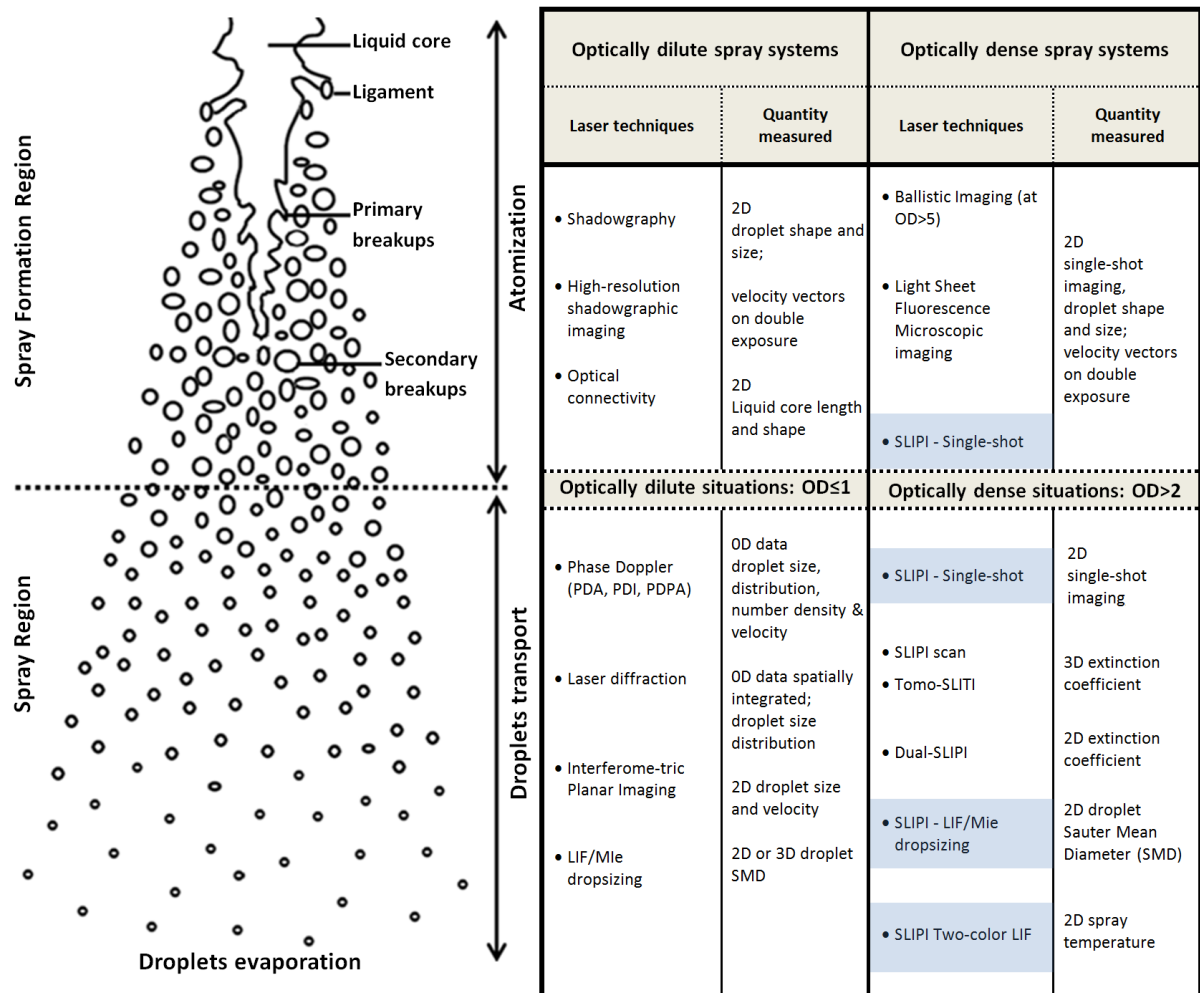 Liquid core
Ligament
Primary
breakups
Secondary
breakups
Spray Formation Region
Atomization
Spray Region
Droplets transport
Droplets evaporation
Optically dilute spray systems
Optically dense spray systems
Laser techniques
Quantity
measured
Laser techniques
Quantity
measured
• Shadowgraphy
• High-resolution
shadowgraphic
imaging
• Optical
connectivity
2D
droplet shape and
size;
velocity vectors
on double
exposure
2D
Liquid core length
and shape
• Ballistic Imaging (at
OD>5)
• Light Sheet
Fluorescence
Microscopic
imaging
• SLIPI - Single-shot
2D
single-shot
imaging,
droplet shape
and size;
velocity vectors
on double
exposure
Optically dilute situations: OD≤1
Optically dense situations: OD>2
• Phase Doppler
(PDA, PDI, PDPA)
• Laser diffraction
• Interferome-tric
Planar Imaging
• LIF/MIe
dropsizing
0D data
droplet size,
distribution,
number density &
velocity
0D data spatially
integrated;
droplet size
distribution
2D droplet size
and velocity
2D or 3D droplet
SMD
• SLIPI - Single-shot
• SLIPI scan
• Tomo-SLITI
• Dual-SLIPI
• SLIPI - LIF/Mie
dropsizing
• SLIPI Two-color LIF
2D
single-shot
imaging
3D extinction
coefficient
2D extinction
coefficient
2D droplet
Sauter Mean
Diameter (SMD)
2D spray
temperature